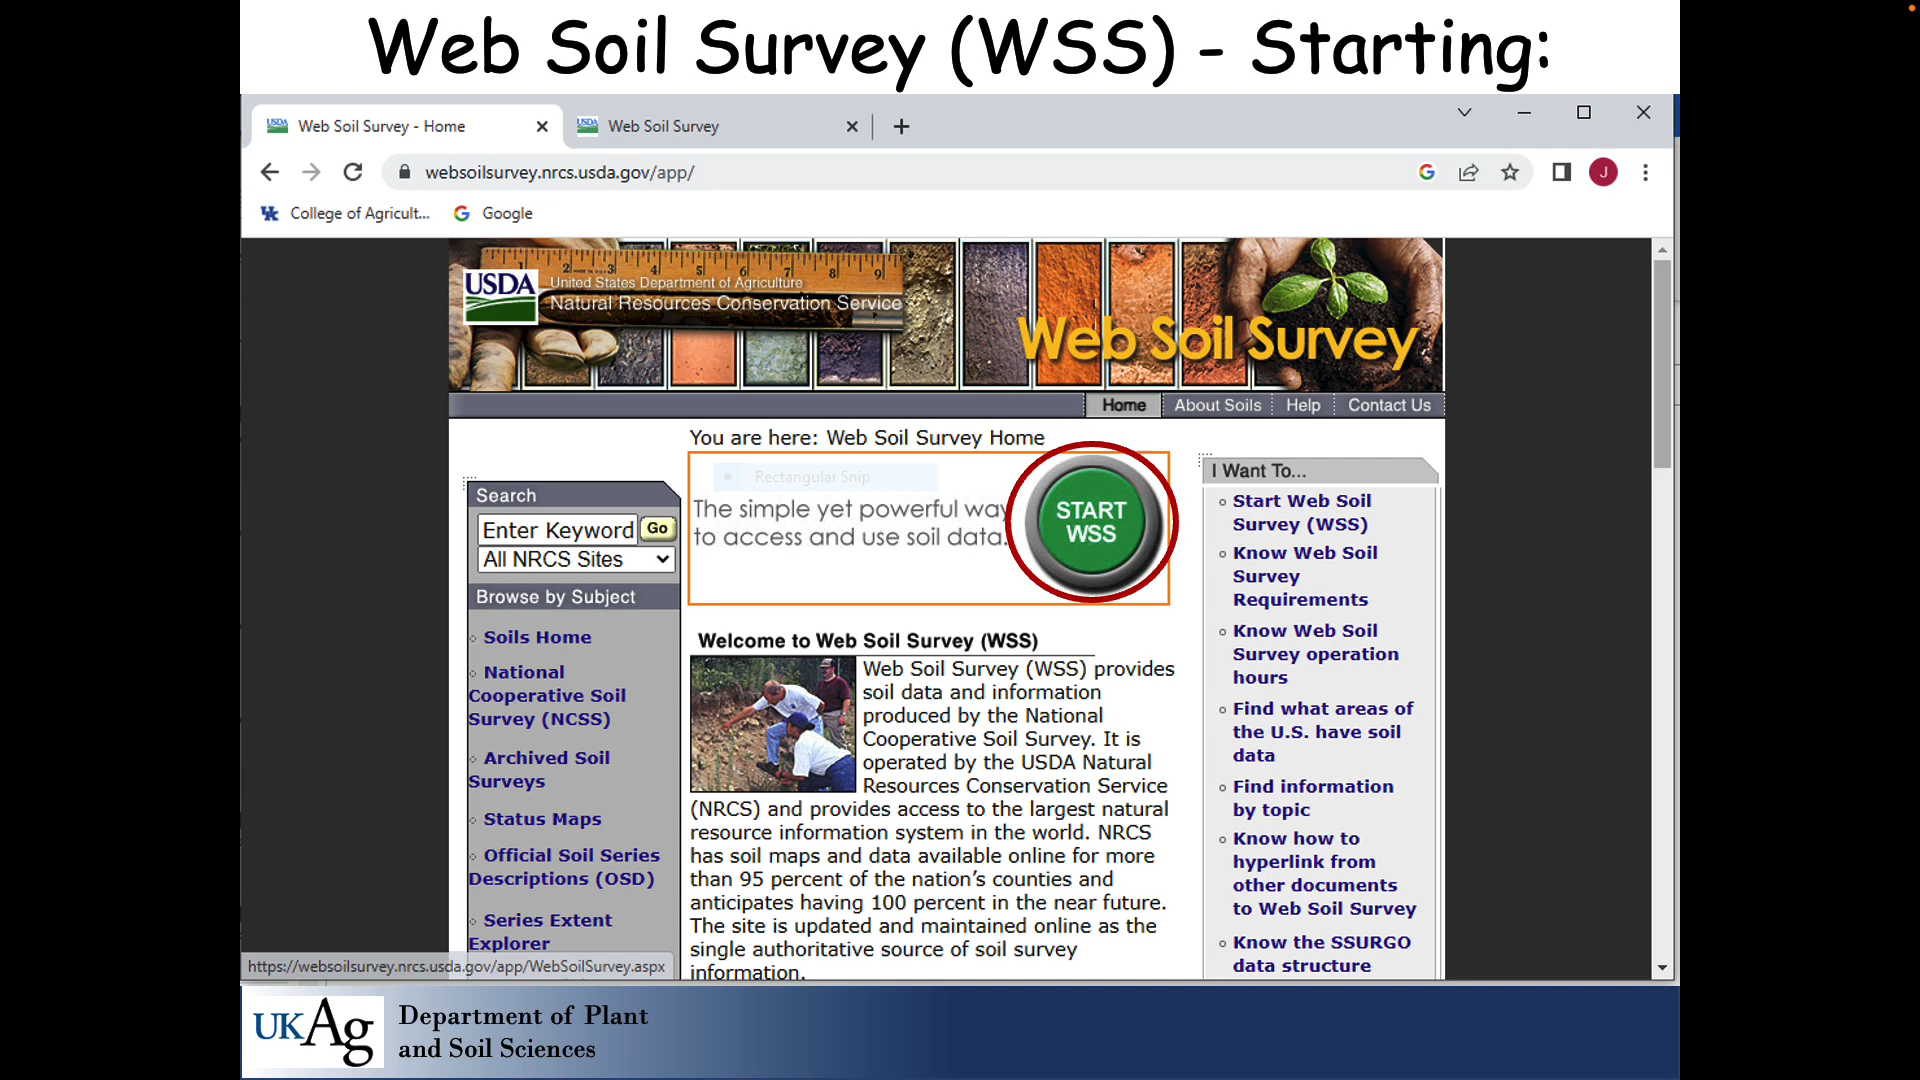 Web Soil Survey (WSS) - Starting:
Web Soil Survey - Home
Web Soil Survey
websoilsurvey.nrcs.usda.gov/app/
J
College of Agricult...
Google
USDA
United States Department of Agriculture
Natural Resources Conservation Service
Web Soil Survey
Home
About Soils
Help
Contact Us
You are here: Web Soil Survey Home
Rectangular Snip
The simple yet powerful way
to access and use soil data.
START
WSS
Search
Enter Keyword
Go
All NRCS Sites
Browse by Subject
Soils Home
National
Cooperative Soil
Survey (NCSS)
Archived Soil
Surveys
Status Maps
Official Soil Series
Descriptions (OSD)
Series Extent
Explorer
Welcome to Web Soil Survey (WSS)
Web Soil Survey (WSS) provides
soil data and information
produced by the National
Cooperative Soil Survey. It is
operated by the USDA Natural
Resources Conservation Service
(NRCS) and provides access to the largest natural
resource information system in the world. NRCS
has soil maps and data available online for more
than 95 percent of the nation's counties and
anticipates having 100 percent in the near future.
The site is updated and maintained online as the
single authoritative source of soil survey
information.
I Want To...
Start Web Soil
Survey (WSS)
Know Web Soil
Survey
Requirements
Know Web Soil
Survey operation
hours
Find what areas of
the U.S. have soil
data
Find information
by topic
Know how to
hyperlink from
other documents
to Web Soil Survey
Know the SSURGO
data structure
https://websoilsurvey.nrcs.usda.gov/app/WebSoilSurvey.aspx
UKAg
Department of Plant
and Soil Sciences